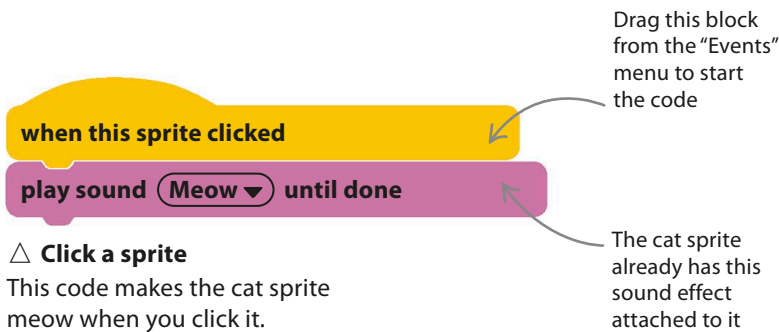 Drag this block
from the “Events”
menu to start
the code
when this sprite clicked
play sound Meow until done
△ Click a sprite
This code makes the cat sprite
meow when you click it.
The cat sprite
already has this
sound effect
attached to it